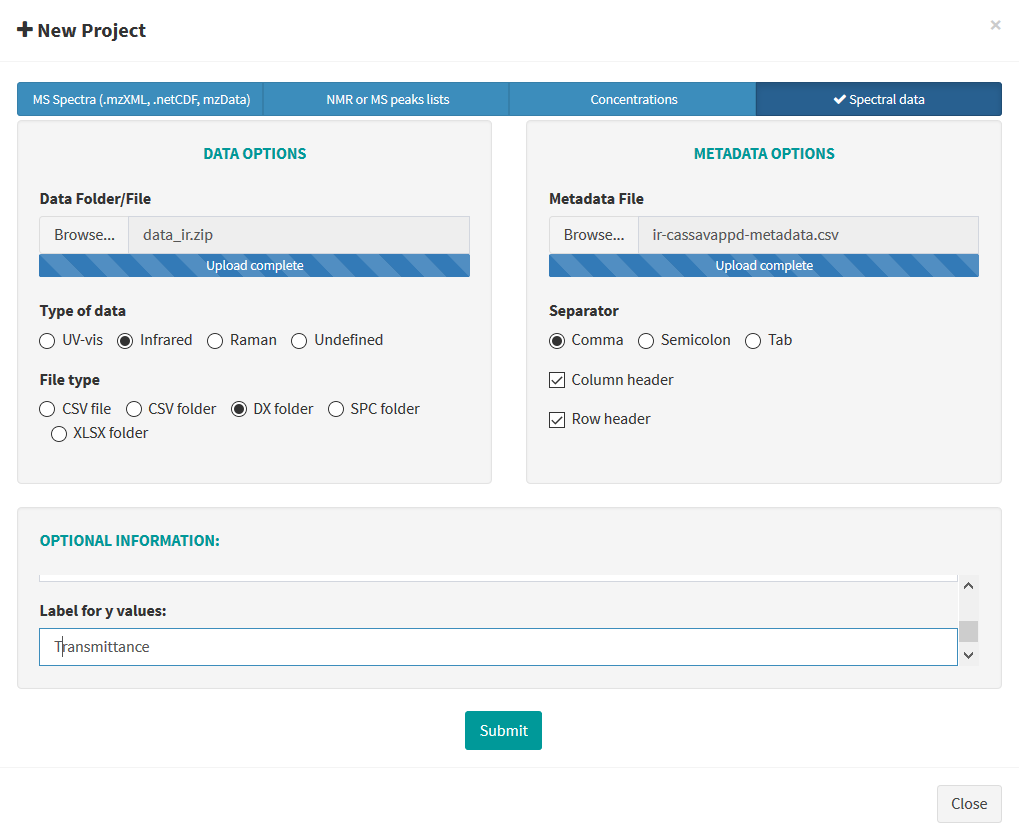 New Project
×
MS Spectra (.mzXML, .netCDF, mzData)
NMR or MS peaks lists
Concentrations
Spectral data
DATA OPTIONS
Data Folder/File
Browse... data_ir.zip
Upload complete
Type of data
UV-vis Infrared Raman Undefined
File type
CSV file CSV folder DX folder SPC folder
XLSX folder
METADATA OPTIONS
Metadata File
Browse... ir-cassavappd-metadata.csv
Upload complete
Separator
Comma Semicolon Tab
Column header
Row header
OPTIONAL INFORMATION:
Label for y values:
Transmittance
Submit
Close